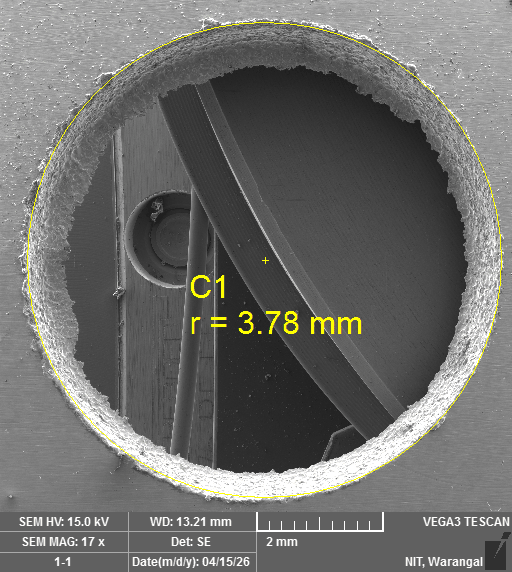 C1
r = 3.78 mm
SEM HV: 15.0 kV WD: 13.21 mm VEGA3 TESCAN
SEM MAG: 17 x Det: SE 2 mm
1-1 Date(m/d/y): 04/15/26 NIT, Warangal